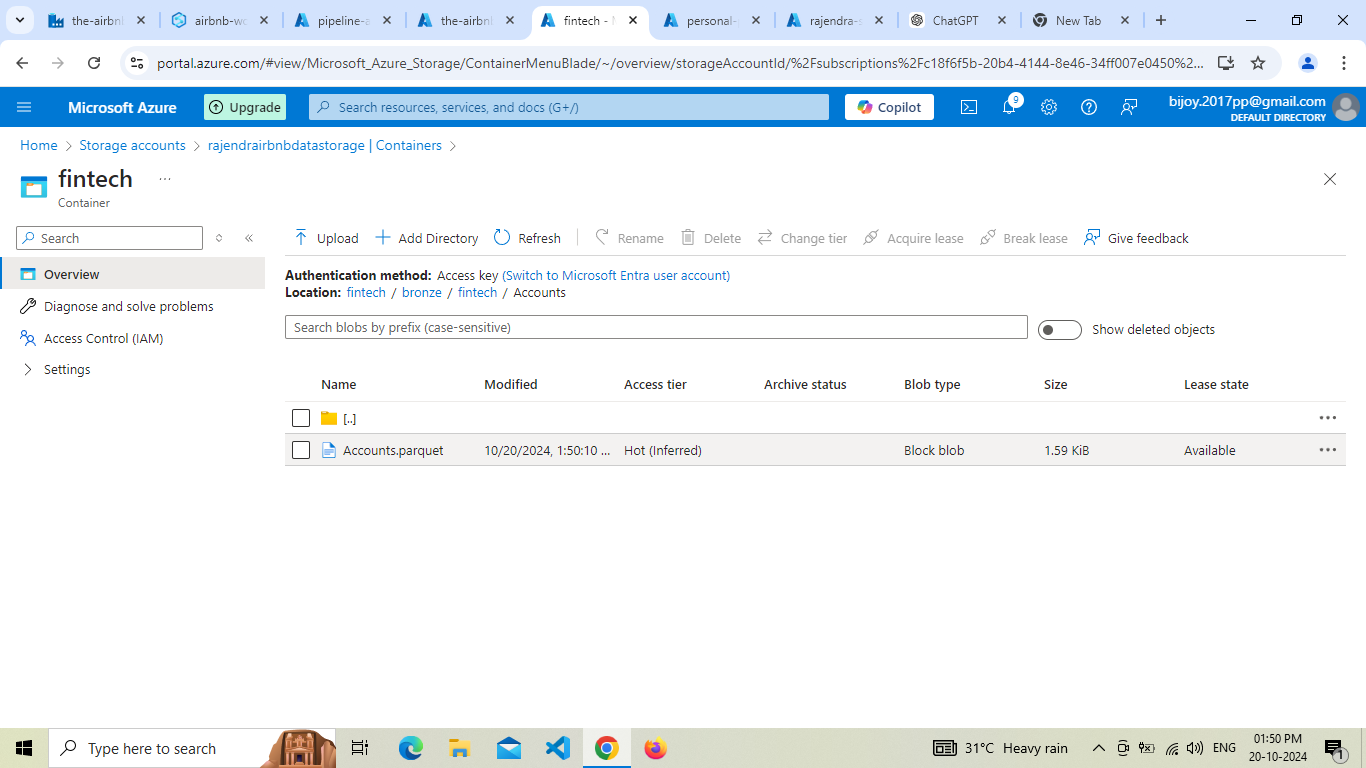 the-airbnb
airbnb-wo
pipeline-a
the-airbnb
fintech - M
personal-
rajendra-s
ChatGPT
New Tab
portal.azure.com/#view/Microsoft_Azure_Storage/ContainerMenuBlade/~/overview/storageAccountId/%2Fsubscriptions%2Fc18f6f5b-20b4-4144-8e46-34ff007e0450%2...
Microsoft Azure
Upgrade
Search resources, services, and docs (G+/)
Copilot
9
bijoy.2017pp@gmail.com
DEFAULT DIRECTORY
Home > Storage accounts > rajendrairbnbdatastorage | Containers >
fintech ...
Container
Search
Overview
Diagnose and solve problems
Access Control (IAM)
Settings
Upload Add Directory Refresh Rename Delete Change tier Acquire lease Break lease Give feedback
Authentication method: Access key (Switch to Microsoft Entra user account)
Location: fintech / bronze / fintech / Accounts
Search blobs by prefix (case-sensitive)
Show deleted objects
Name Modified Access tier Archive status Blob type Size Lease state
[..]
Accounts.parquet 10/20/2024, 1:50:10 ... Hot (Inferred) Block blob 1.59 KiB Available
Type here to search
31°C Heavy rain
ENG
01:50 PM
20-10-2024
1